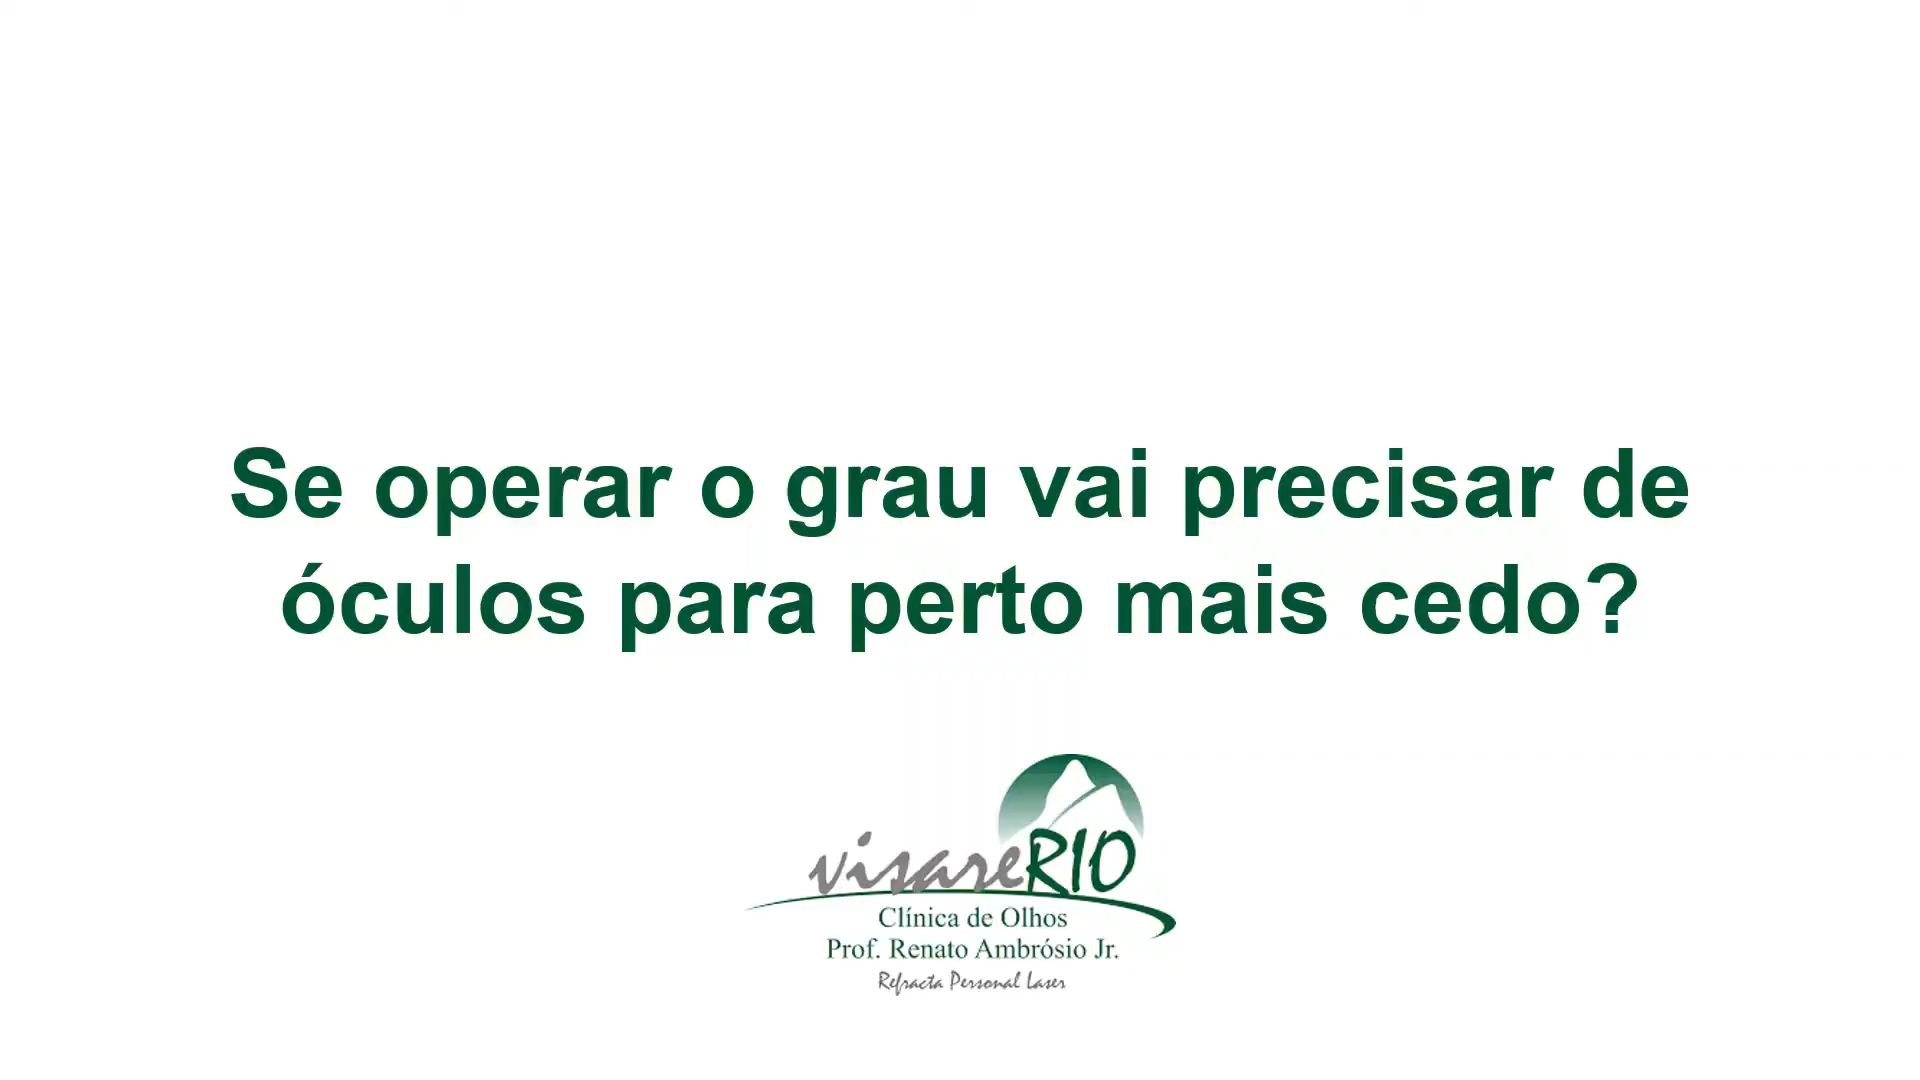 Se operar o grau vai precisar de
óculos para perto mais cedo?
visareRIO
Clínica de Olhos
Prof. Renato Ambrósio Jr.
Refracta Personal Laser